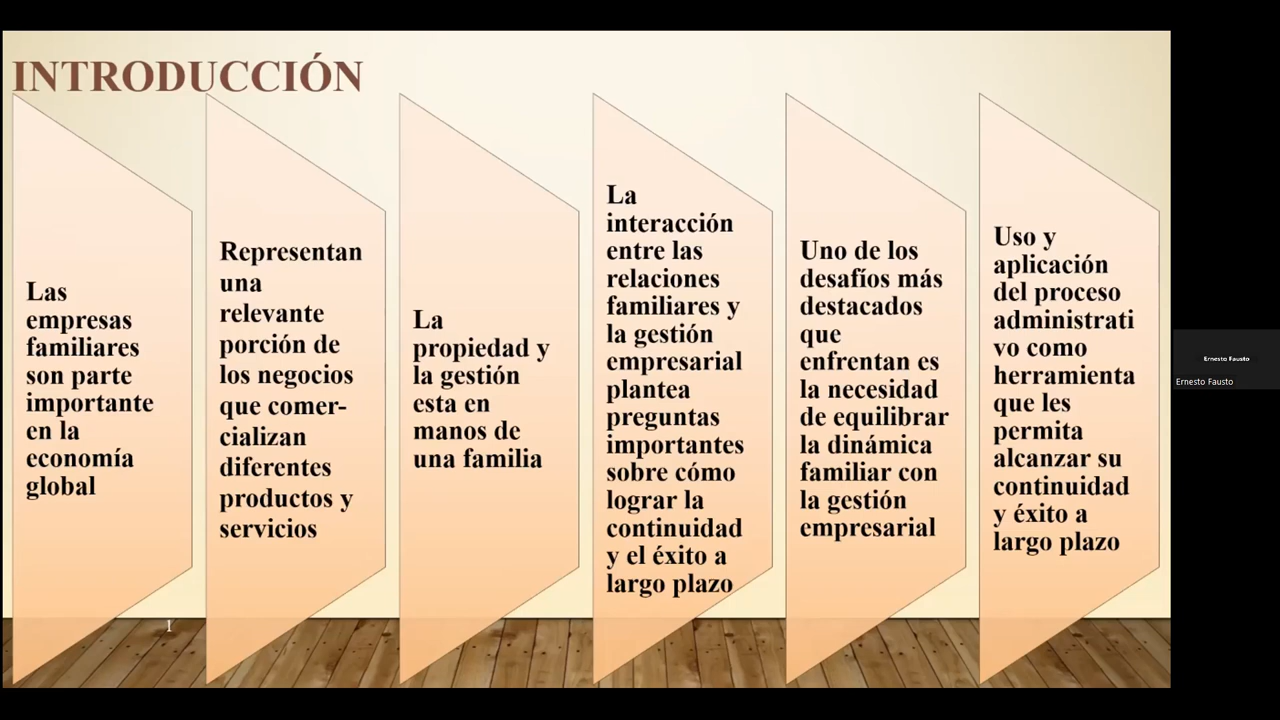 INTRODUCCIÓN
Las
empresas
familiares
son parte
importante
en la
economía
global
Representan
una
relevante
porción de
los negocios
que comer-
cializan
diferentes
productos y
servicios
La
propiedad y
la gestión
esta en
manos de
una familia
La
interacción
entre las
relaciones
familiares y
la gestión
empresarial
plantea
preguntas
importantes
sobre cómo
lograr la
continuidad
y el éxito a
largo plazo
Uno de los
desafíos más
destacados
que
enfrentan es
la necesidad
de equilibrar
la dinámica
familiar con
la gestión
empresarial
Uso y
aplicación
del proceso
administrati
vo como
herramienta
que les
permita
alcanzar su
continuidad
y éxito a
largo plazo
Ernesto Fausto
Ernesto Fausto